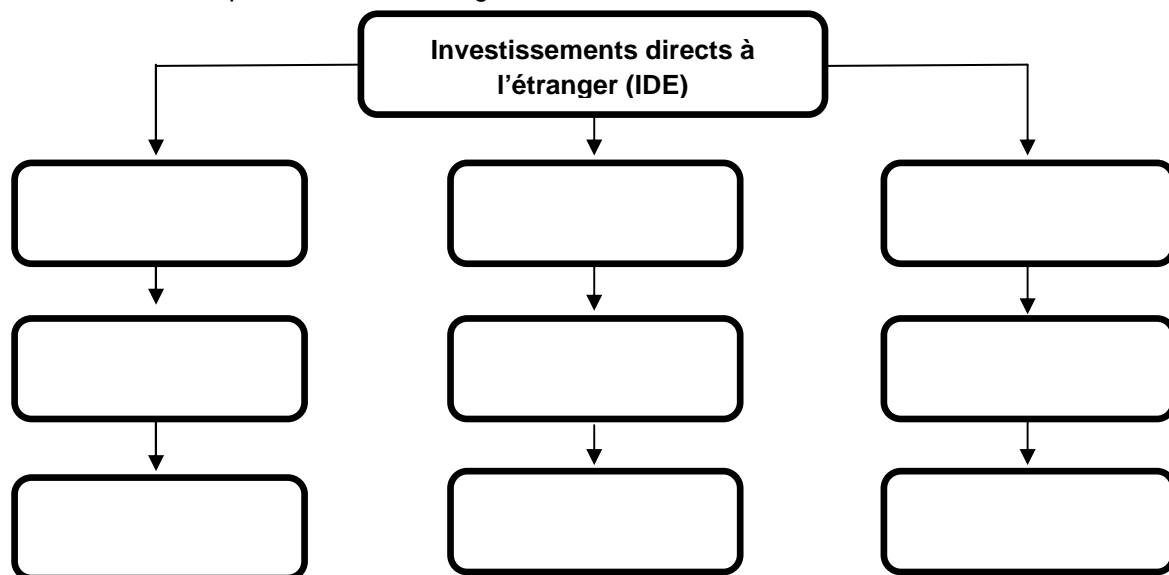 Investissements directs à
l'étranger (IDE)